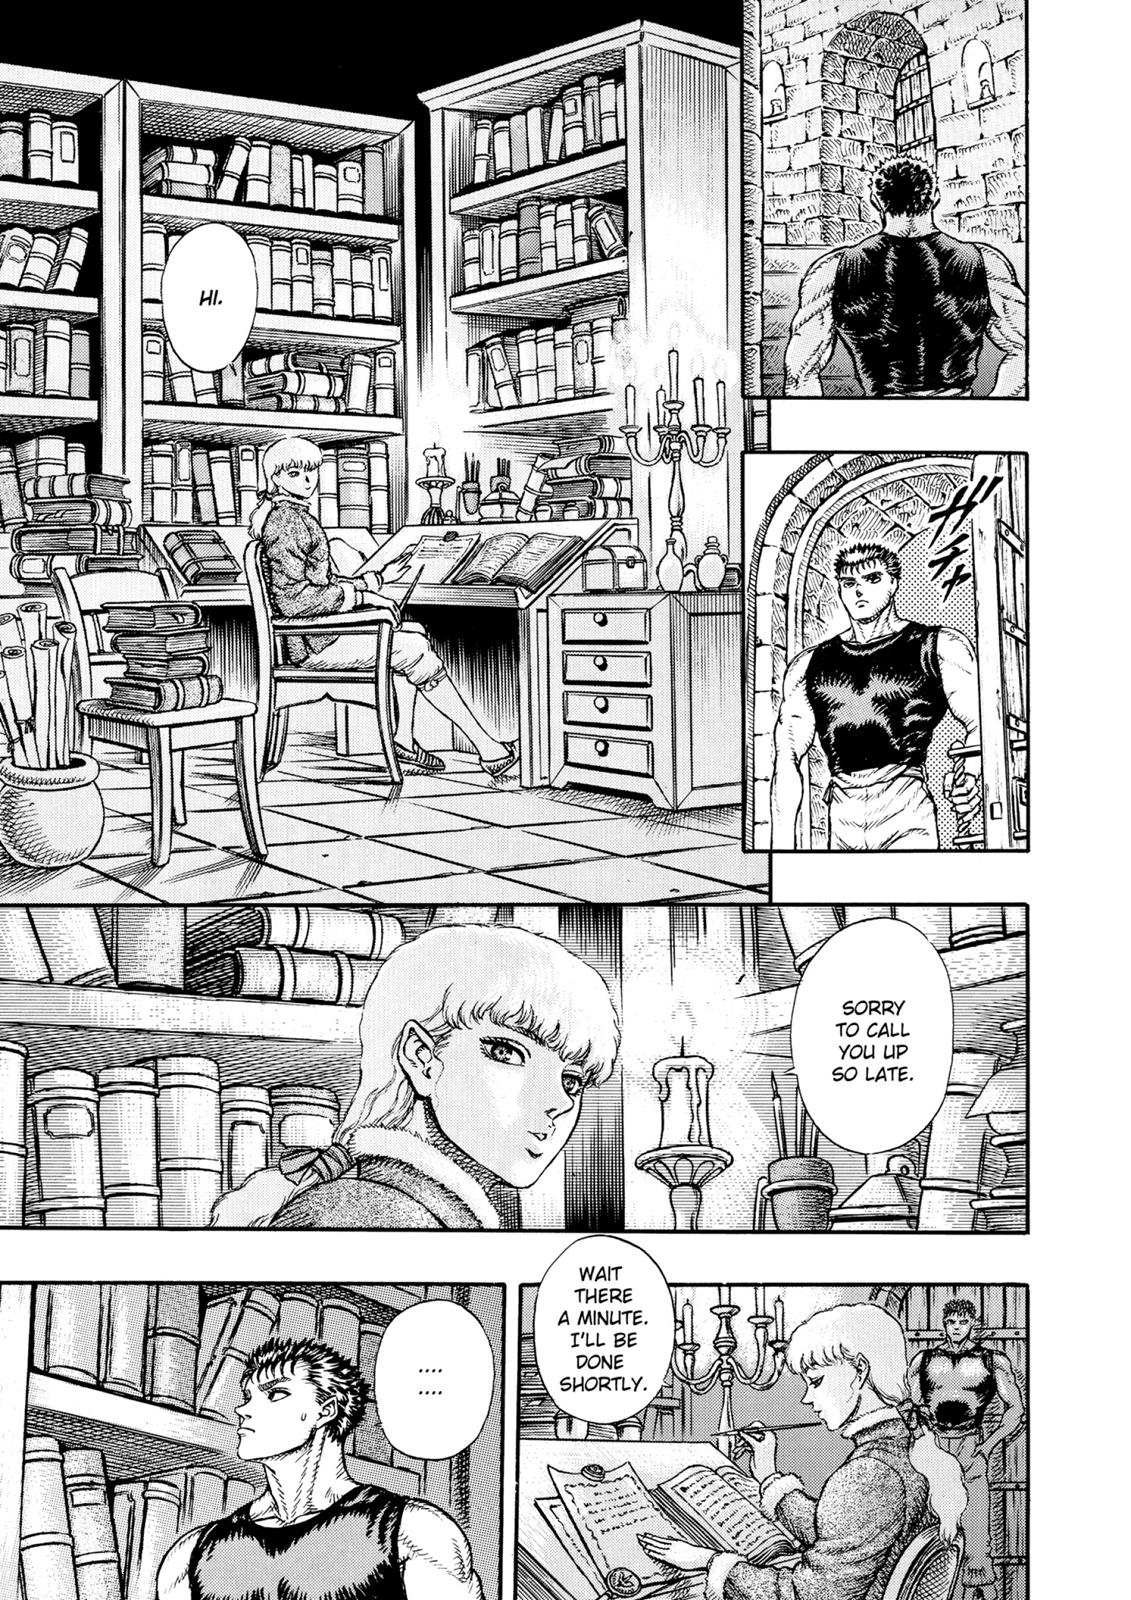 ガチャ
HI.
SORRY
TO CALL
YOU UP
SO LATE.
WAIT
THERE
A MINUTE.
I'LL BE
DONE
SHORTLY.
....
....